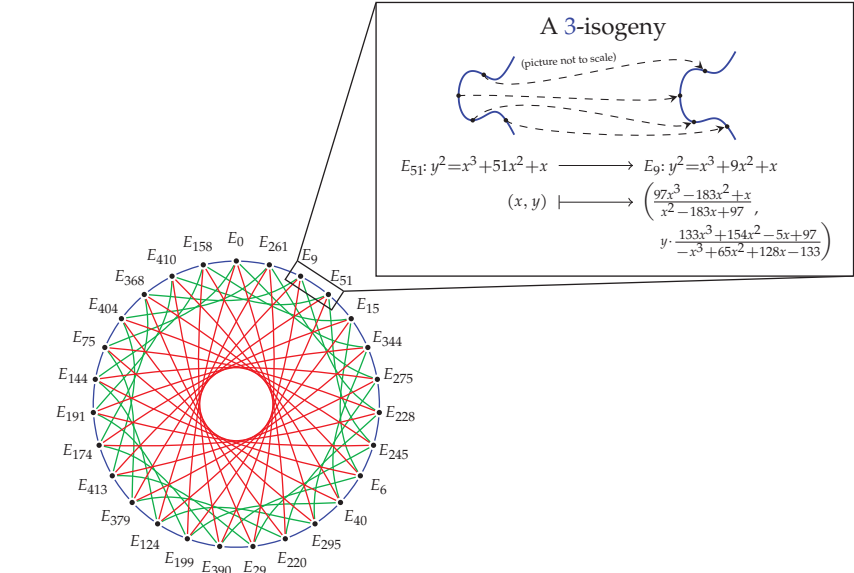 A 3-isogeny
(picture not to scale)
E₅₁: y²=x³+51x²+x ⟶ E₉: y²=x³+9x²+x
(x, y) ⟼ ( 97x³−183x²+x / x²−183x+97 ,
y· 133x³+154x²−5x+97 / −x³+65x²+128x−133 )
E₀
E₂₆₁
E₉
E₅₁
E₁₅
E₃₄₄
E₂₇₅
E₂₂₈
E₂₄₅
E₆
E₄₀
E₂₉₅
E₂₂₀
E₂₉
E₃₉₀
E₁₉₉
E₁₂₄
E₃₇₉
E₄₁₃
E₁₇₄
E₁₉₁
E₁₄₄
E₇₅
E₄₀₄
E₃₆₈
E₄₁₀
E₁₅₈